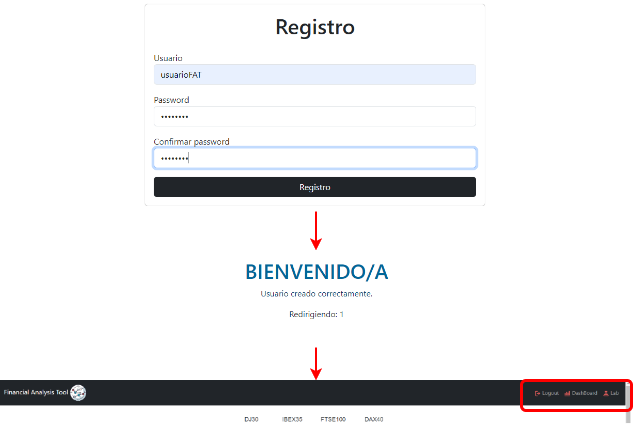 Registro
Usuario
usuarioFAT
Password
••••••••
Confirmar password
••••••••
Registro
BIENVENIDO/A
Usuario creado correctamente.
Redirigiendo: 1
Financial Analysis Tool
Logout DashBoard Lab
DJ30 IBEX35 FTSE100 DAX40